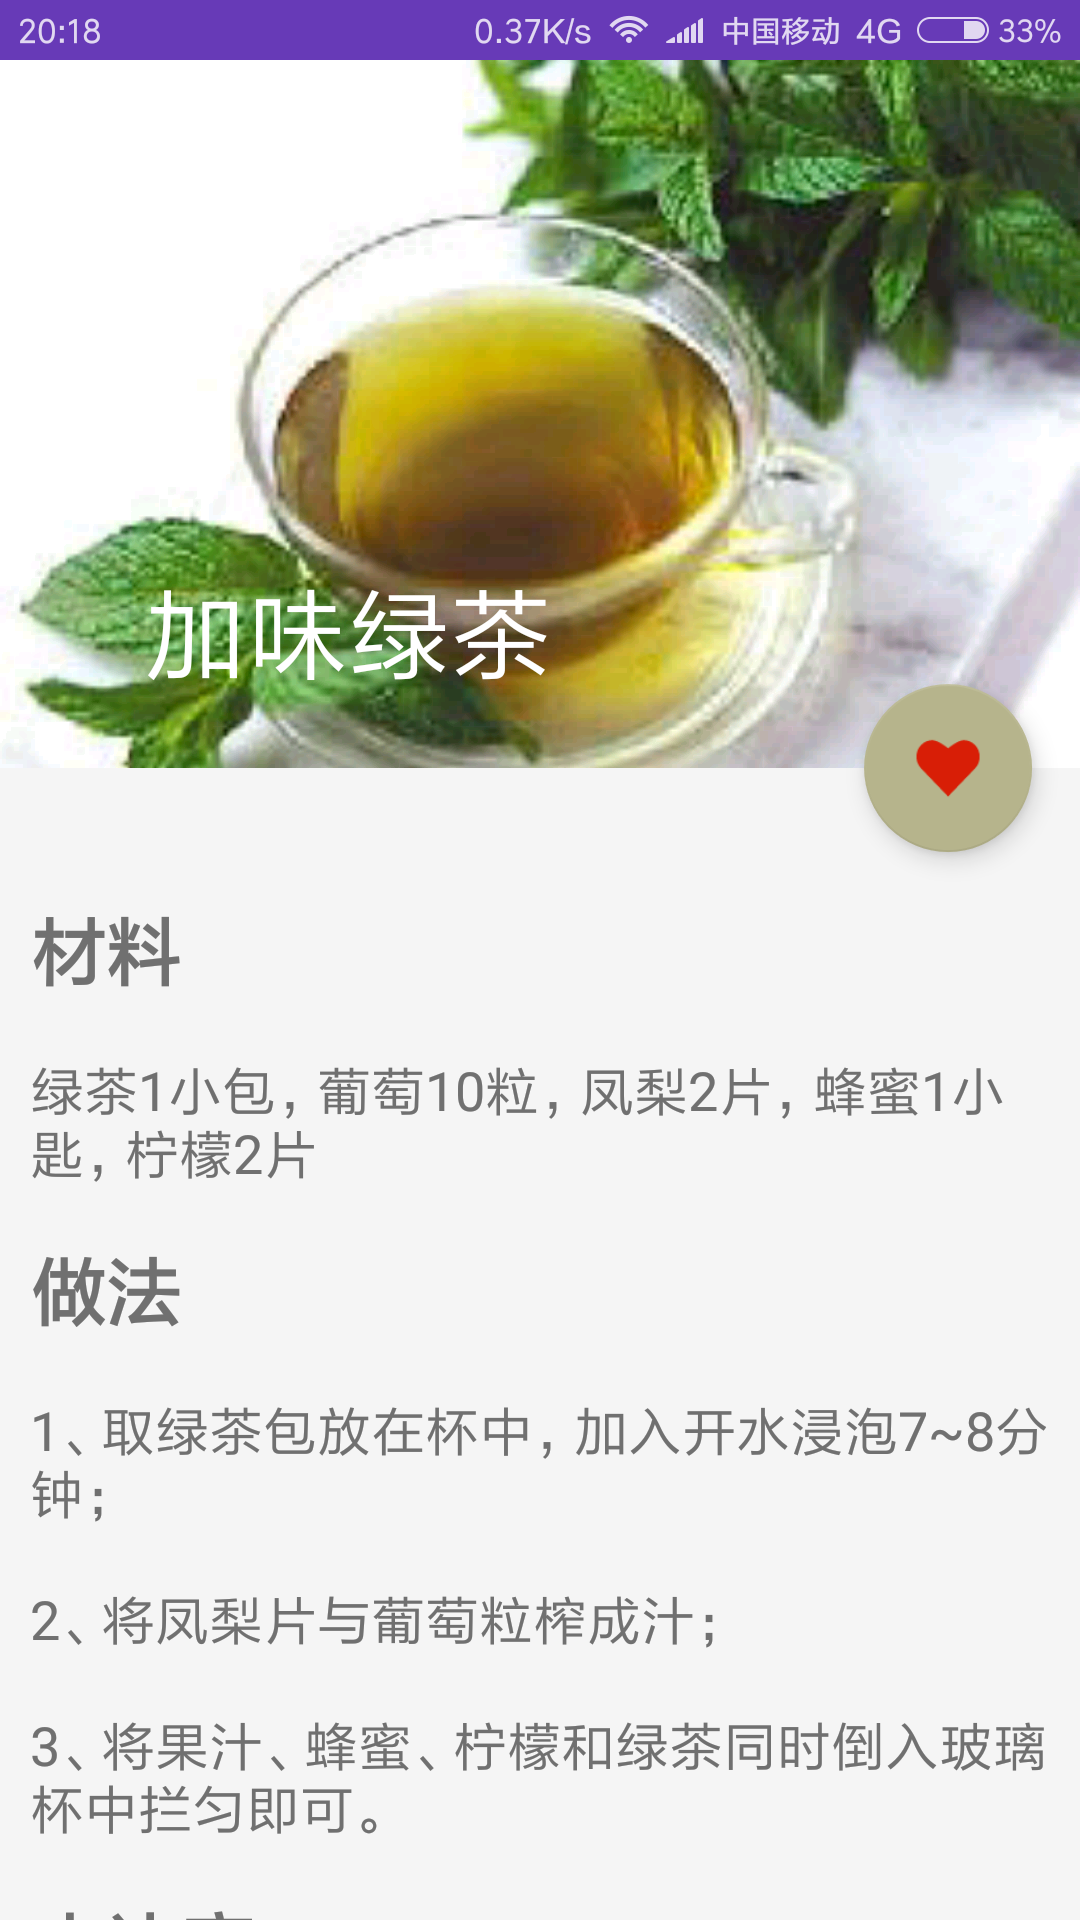 20:18 0.37K/s 中国移动 4G 33%
加味绿茶
材料
绿茶1小包，葡萄10粒，凤梨2片，蜂蜜1小
匙，柠檬2片
做法
1、取绿茶包放在杯中，加入开水浸泡7~8分
钟；
2、将凤梨片与葡萄粒榨成汁；
3、将果汁、蜂蜜、柠檬和绿茶同时倒入玻璃
杯中拦匀即可。